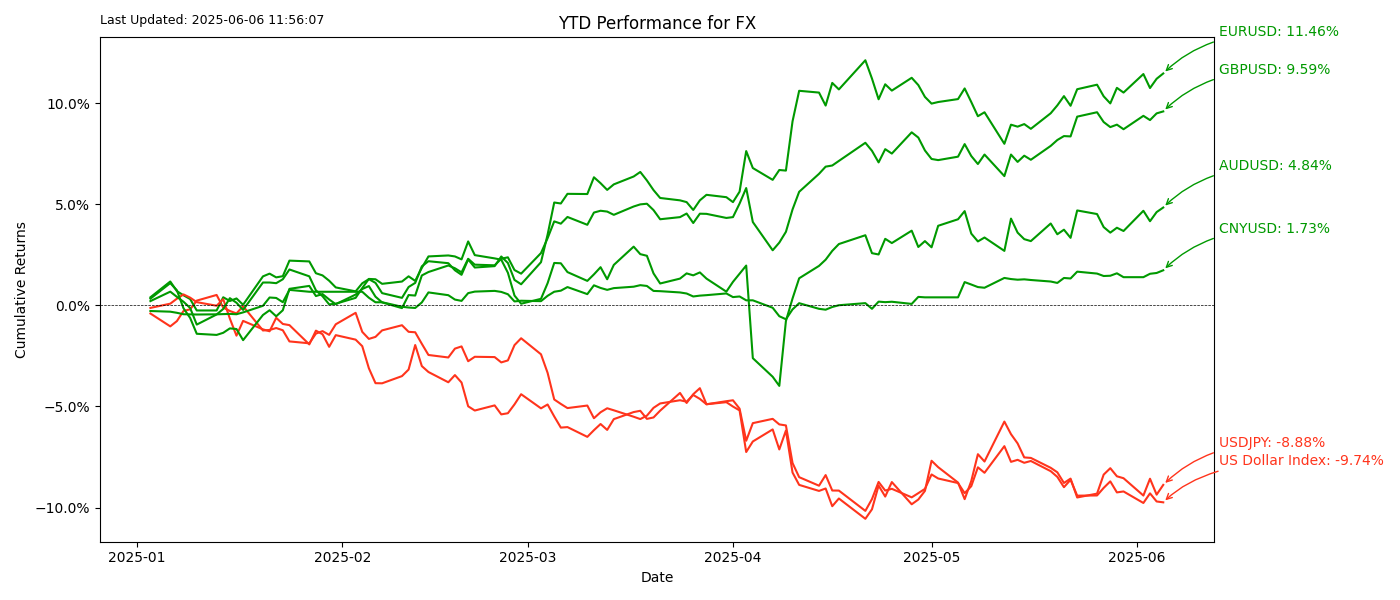 Last Updated: 2025-06-06 11:56:07
YTD Performance for FX
EURUSD: 11.46%
GBPUSD: 9.59%
AUDUSD: 4.84%
CNYUSD: 1.73%
USDJPY: -8.88%
US Dollar Index: -9.74%
Cumulative Returns
10.0%
5.0%
0.0%
−5.0%
−10.0%
2025-01 2025-02 2025-03 2025-04 2025-05 2025-06
Date